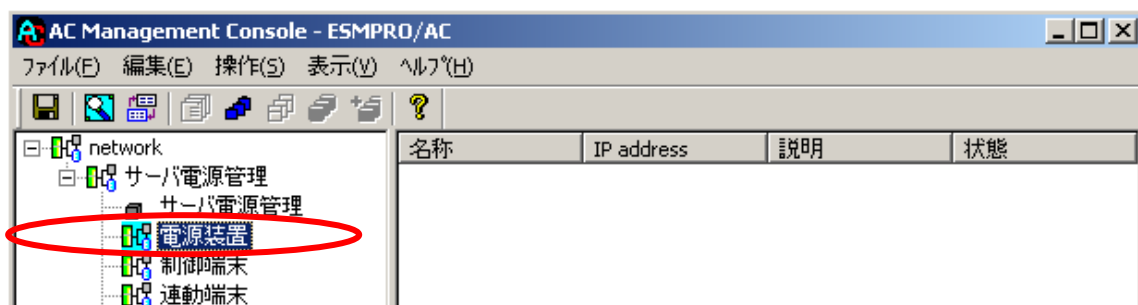 AC Management Console - ESMPRO/AC
ﾌｧｲﾙ(F) 編集(E) 操作(S) 表示(V) ﾍﾙﾌﾟ(H)
network
サーバ電源管理
サーバ電源管理
電源装置
制御端末
連動端末
名称 IP address 説明 状態